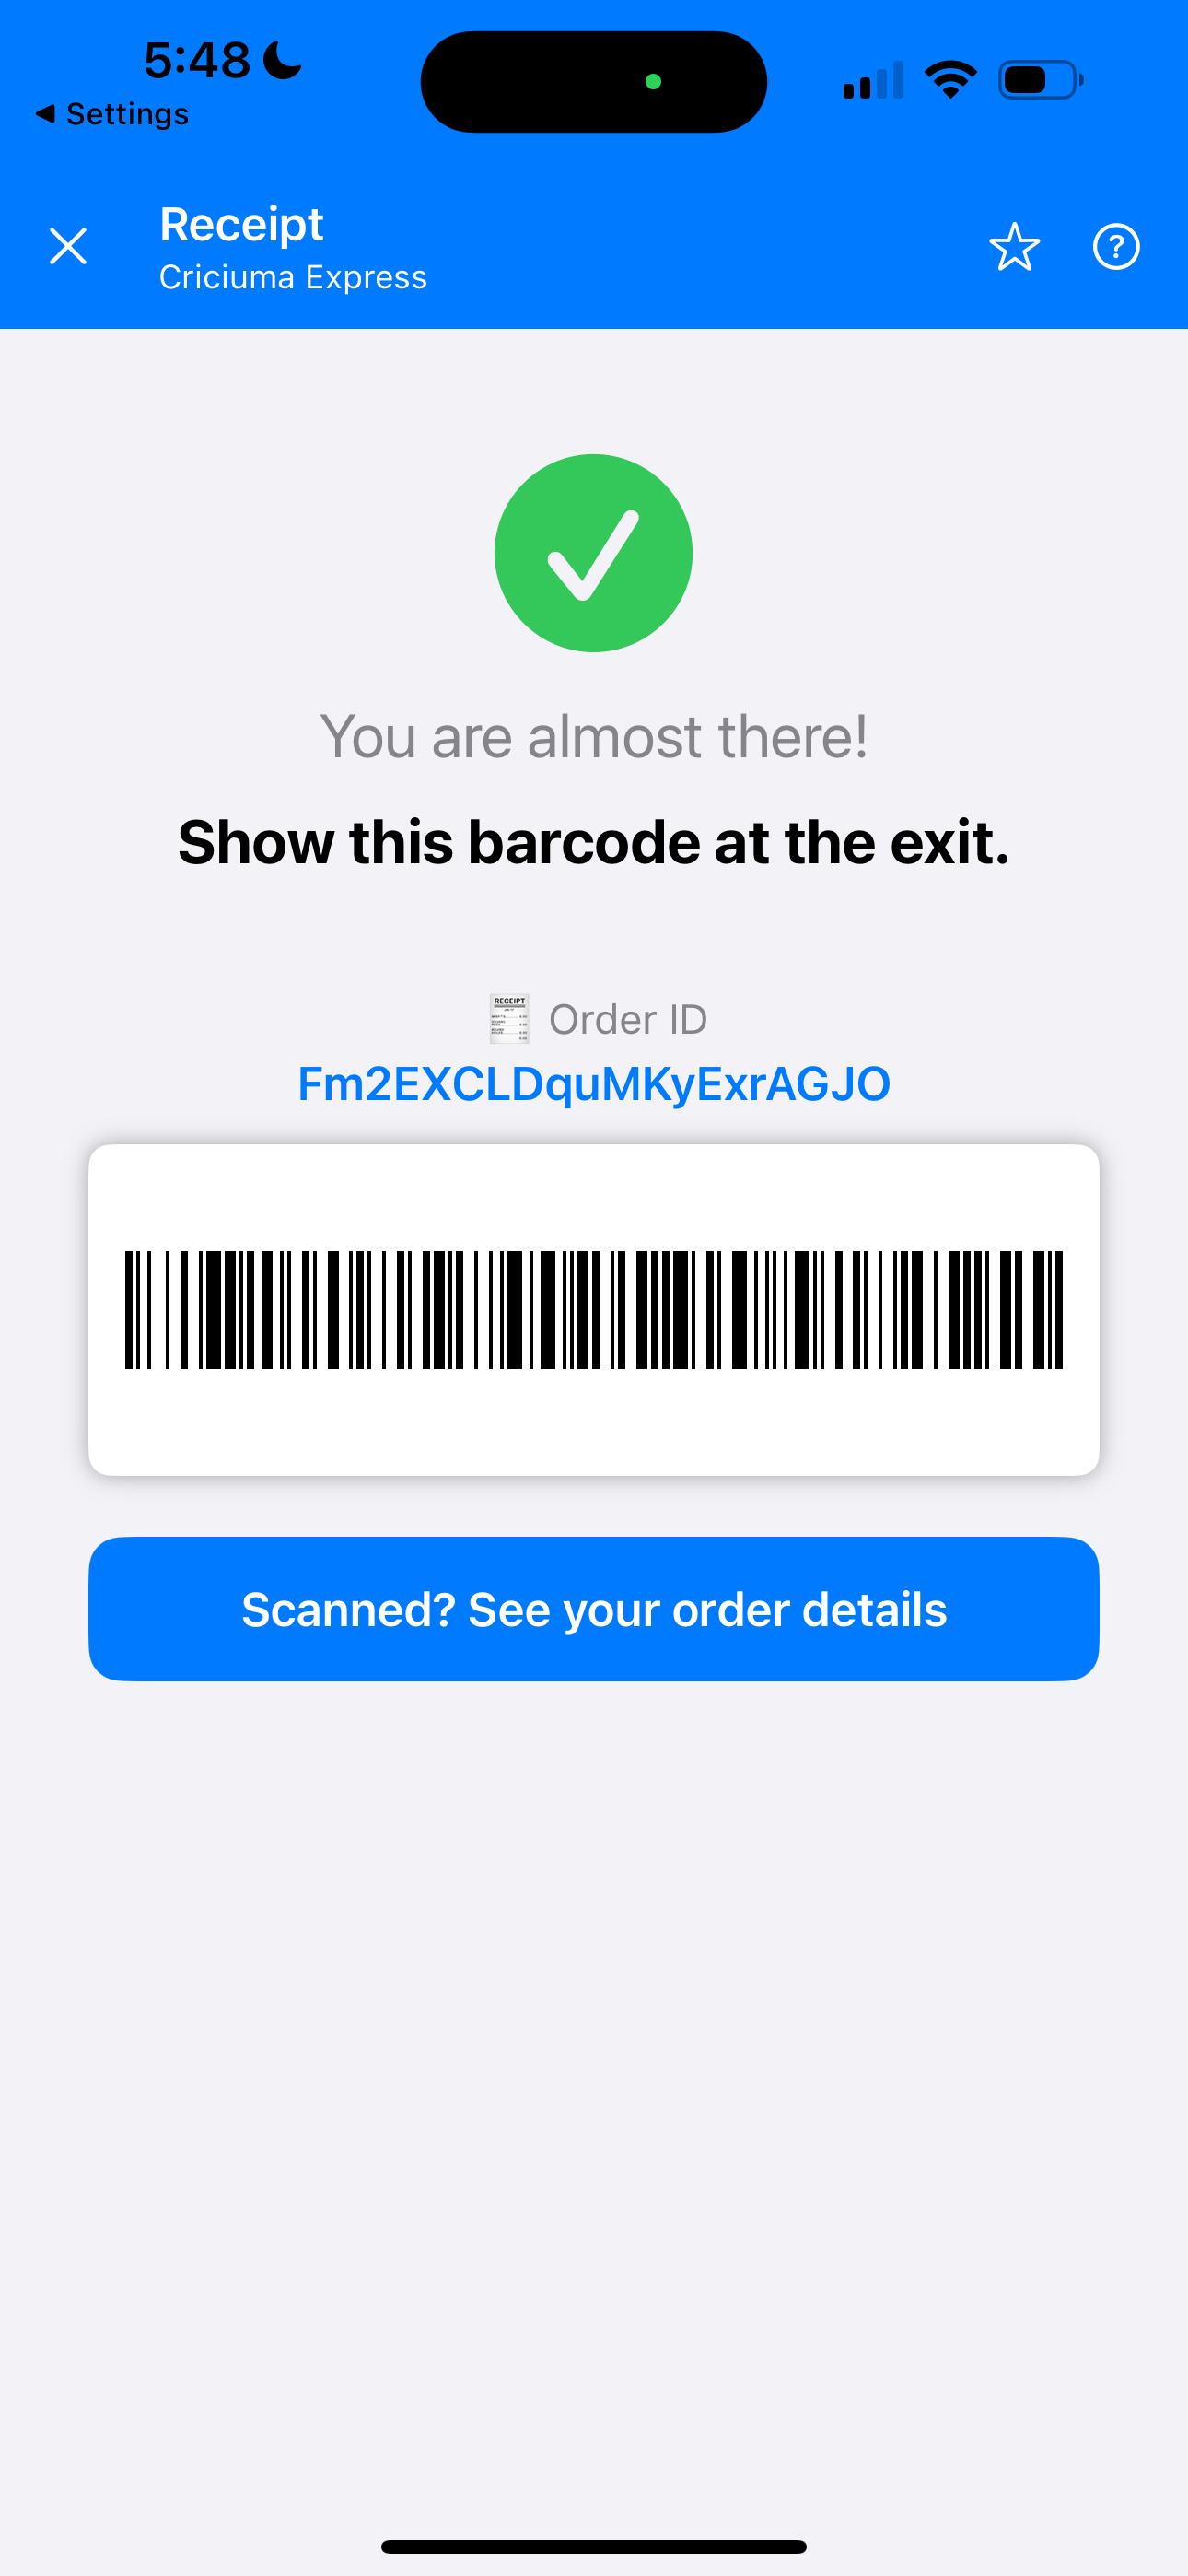 5:48
Settings
Receipt
Criciuma Express
You are almost there!
Show this barcode at the exit.
RECEIPT
Order ID
Fm2EXCLDquMKyExrAGJO
Scanned? See your order details